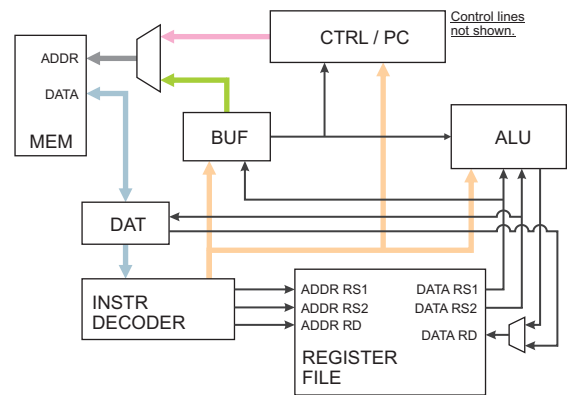 Control lines
not shown.
CTRL / PC
ADDR
DATA
MEM
BUF
ALU
DAT
INSTR
DECODER
ADDR RS1
ADDR RS2
ADDR RD
DATA RS1
DATA RS2
DATA RD
REGISTER
FILE